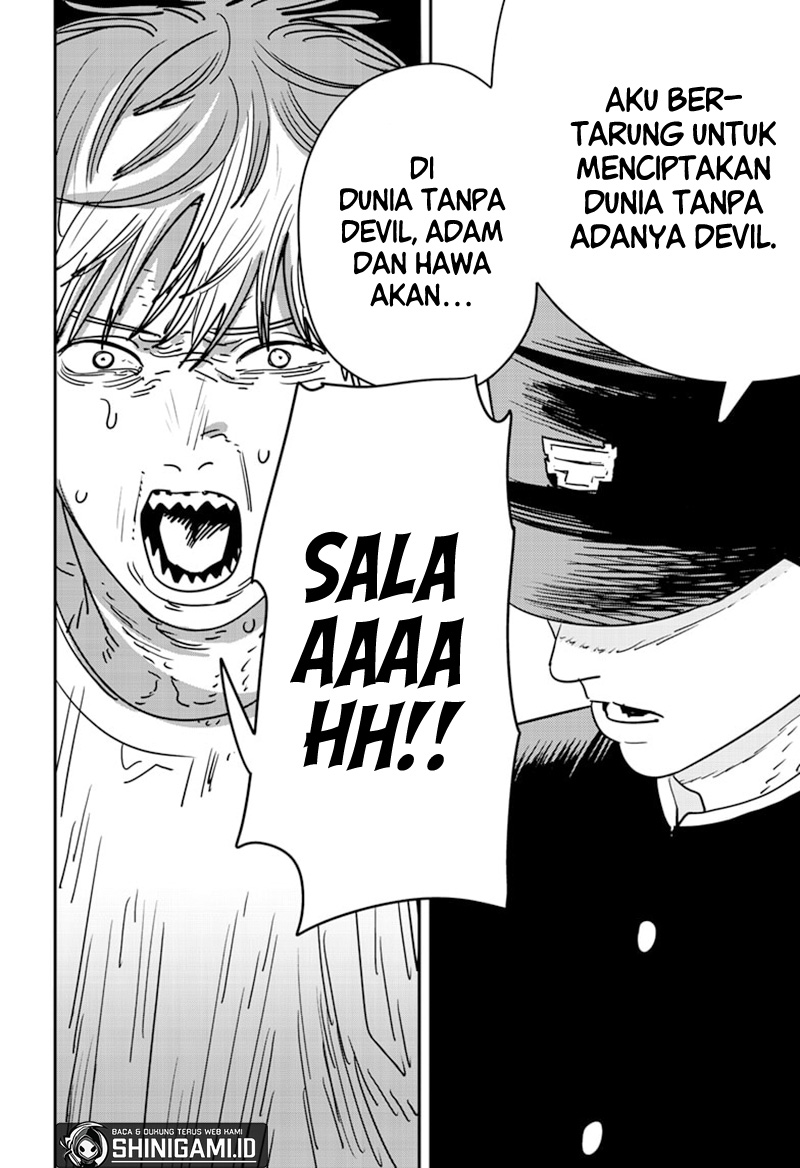 AKU BER-
TARUNG UNTUK
MENCIPTAKAN
DUNIA TANPA
ADANYA DEVIL.
DI
DUNIA TANPA
DEVIL, ADAM
DAN HAWA
AKAN...
SALA
AAAA
HH!!
BACA & DUKUNG TERUS WEB KAMI
SHINIGAMI.ID